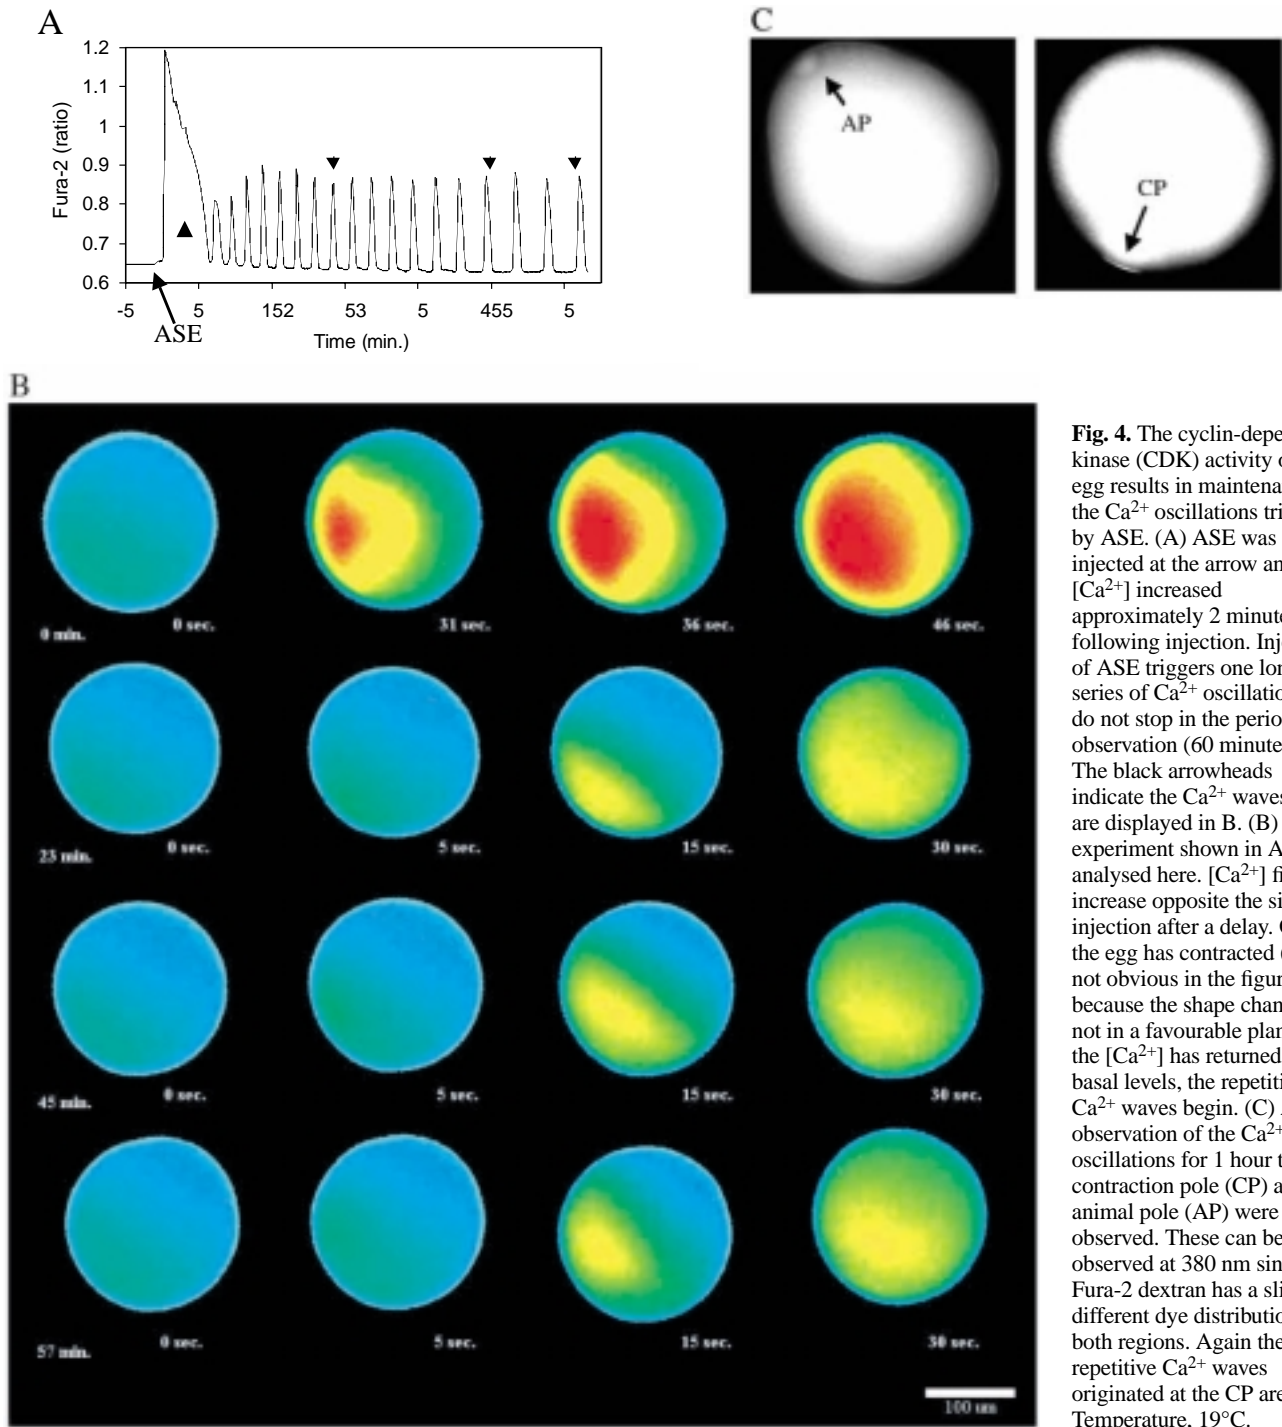 A
1.2
1.1
1
0.9
0.8
0.7
0.6
Fura-2 (ratio)
-5 5 152 53 5 455 5
ASE
Time (min.)
C
AP
CP
B
0 min. 0 sec. 31 sec. 36 sec. 46 sec.
23 min. 0 sec. 5 sec. 15 sec. 30 sec.
45 min. 0 sec. 5 sec. 15 sec. 30 sec.
57 min. 0 sec. 5 sec. 15 sec. 30 sec.
100 um
Fig. 4. The cyclin-depe
kinase (CDK) activity o
egg results in maintena
the Ca2+ oscillations tri
by ASE. (A) ASE was
injected at the arrow an
[Ca2+] increased
approximately 2 minute
following injection. Inj
of ASE triggers one lon
series of Ca2+ oscillatio
do not stop in the perio
observation (60 minute
The black arrowheads
indicate the Ca2+ waves
are displayed in B. (B)
experiment shown in A
analysed here. [Ca2+] fi
increase opposite the si
injection after a delay.
the egg has contracted (
not obvious in the figur
because the shape chan
not in a favourable plan
the [Ca2+] has returned
basal levels, the repetiti
Ca2+ waves begin. (C)
observation of the Ca2+
oscillations for 1 hour t
contraction pole (CP) a
animal pole (AP) were
observed. These can be
observed at 380 nm sin
Fura-2 dextran has a sli
different dye distributio
both regions. Again the
repetitive Ca2+ waves
originated at the CP are
Temperature, 19°C.